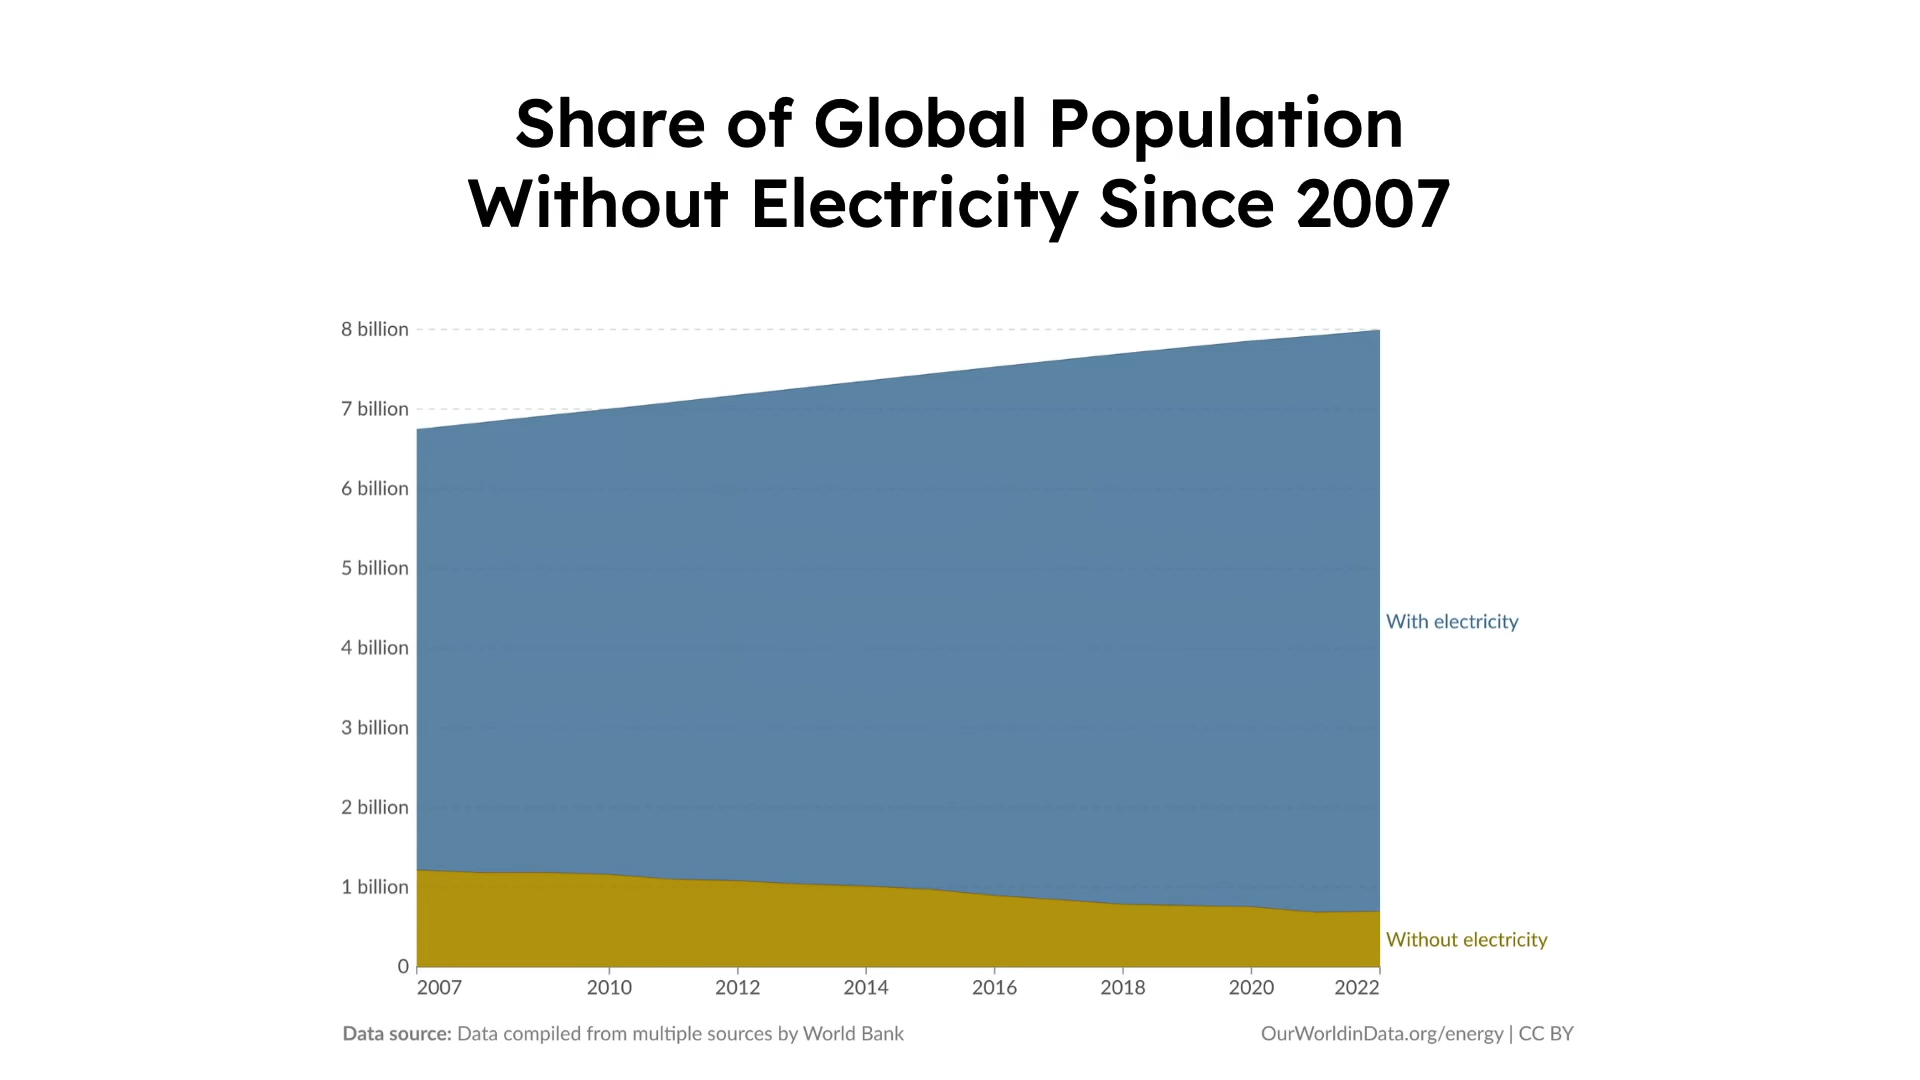 Share of Global Population
Without Electricity Since 2007
8 billion
7 billion
6 billion
5 billion
4 billion
3 billion
2 billion
1 billion
0
With electricity
Without electricity
2007 2010 2012 2014 2016 2018 2020 2022
Data source: Data compiled from multiple sources by World Bank
OurWorldinData.org/energy | CC BY